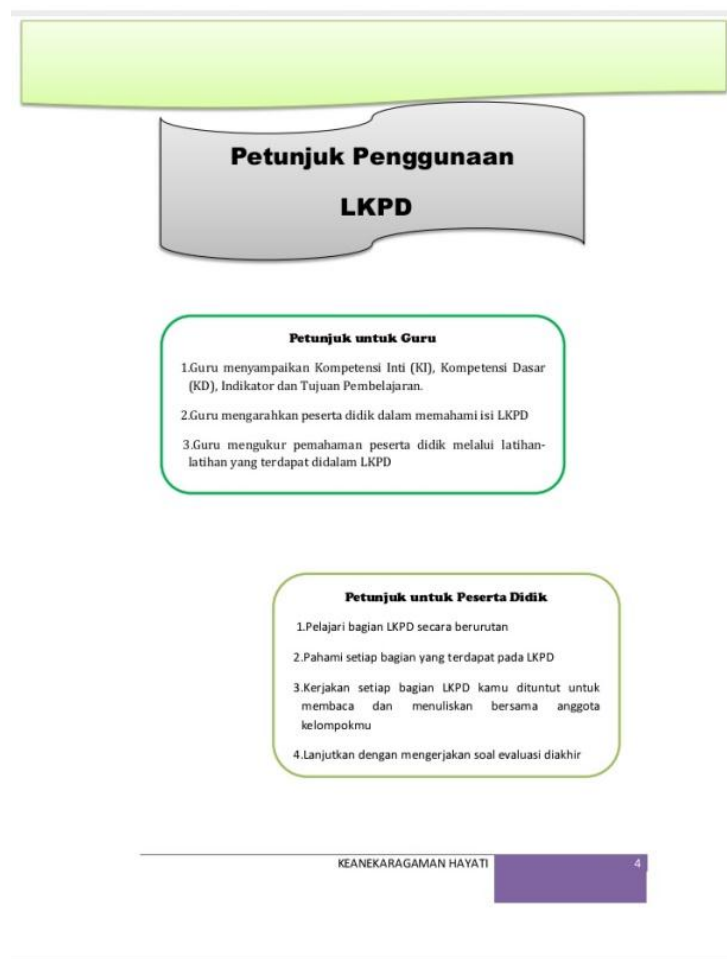 Petunjuk Penggunaan
LKPD
Petunjuk untuk Guru
1.Guru menyampaikan Kompetensi Inti (KI), Kompetensi Dasar
(KD), Indikator dan Tujuan Pembelajaran.
2.Guru mengarahkan peserta didik dalam memahami isi LKPD
3.Guru mengukur pemahaman peserta didik melalui latihan-
latihan yang terdapat didalam LKPD
Petunjuk untuk Peserta Didik
1.Pelajari bagian LKPD secara berurutan
2.Pahami setiap bagian yang terdapat pada LKPD
3.Kerjakan setiap bagian LKPD kamu dituntut untuk
membaca dan menuliskan bersama anggota
kelompokmu
4.Lanjutkan dengan mengerjakan soal evaluasi diakhir
KEANEKARAGAMAN HAYATI 4